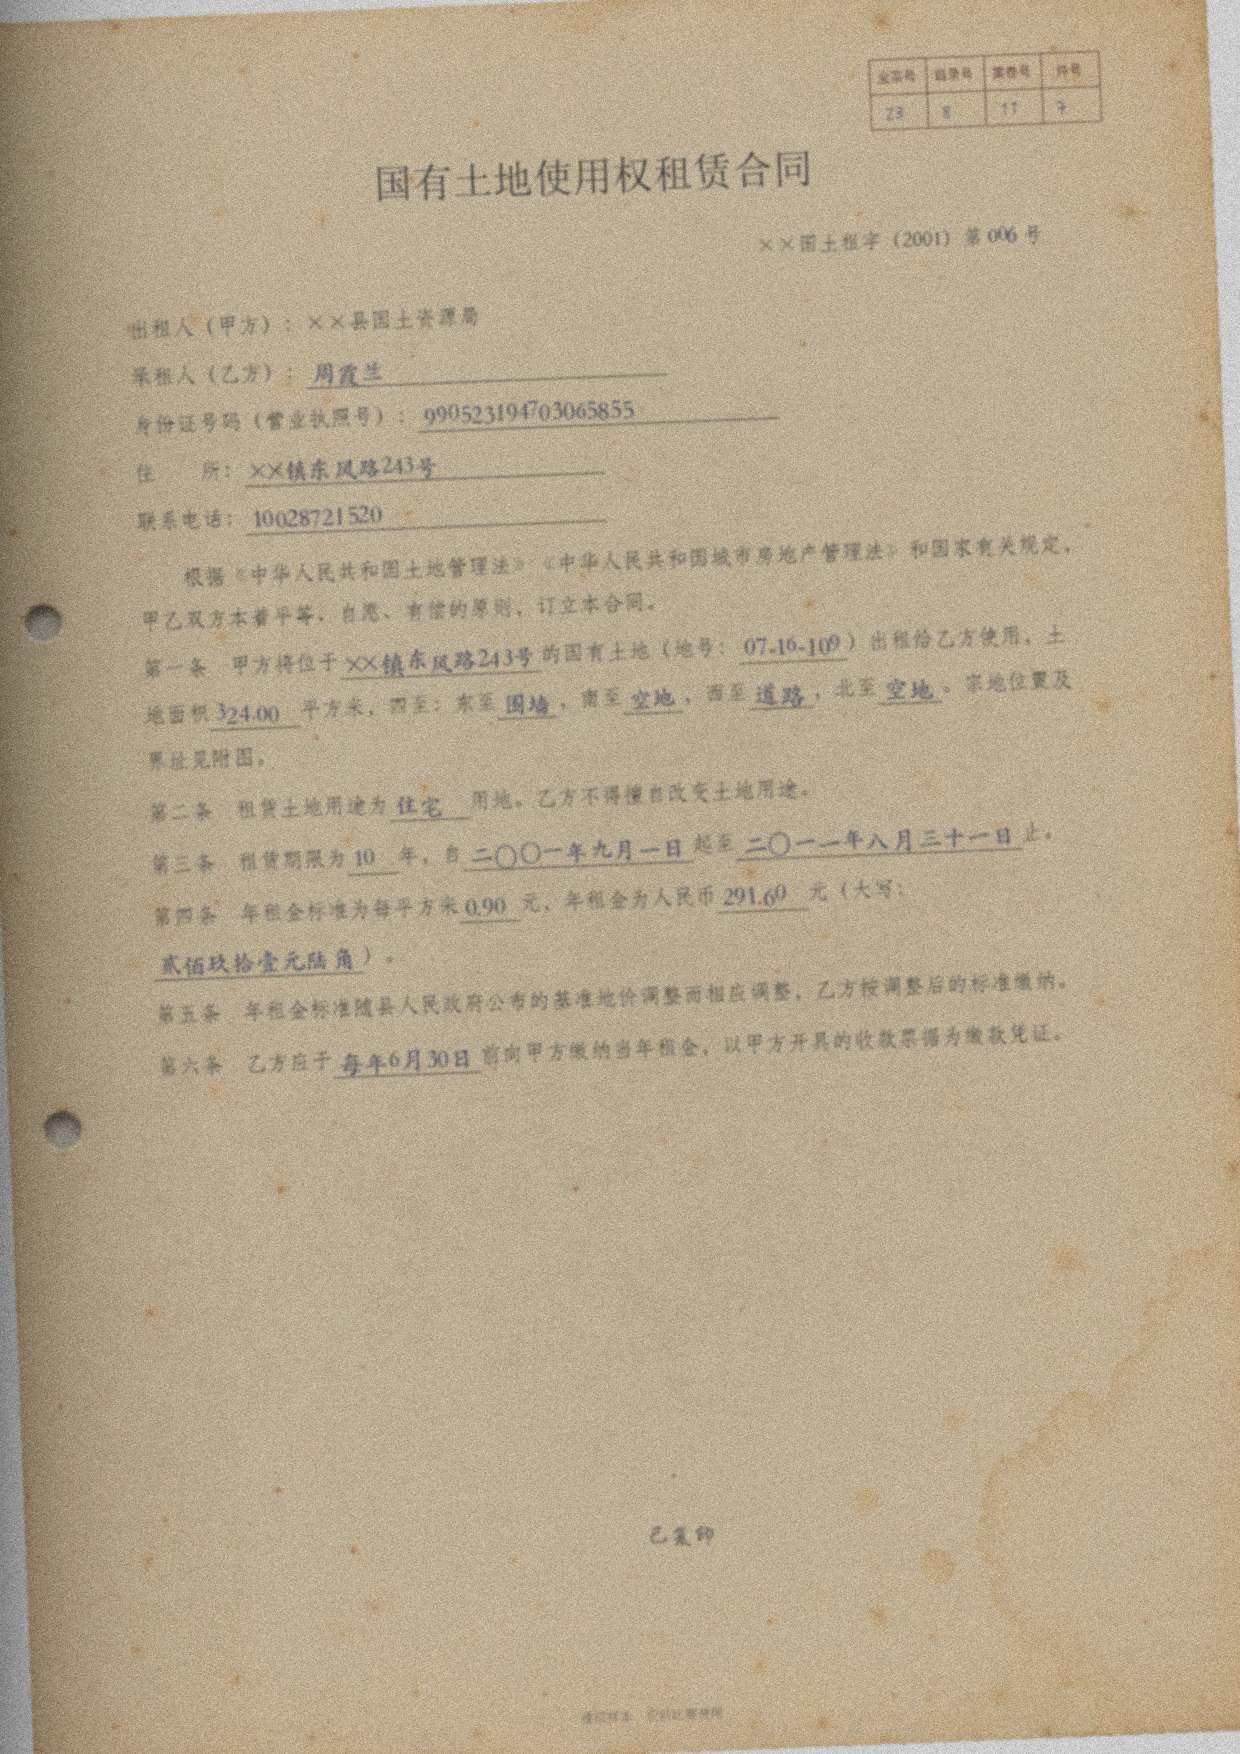 全宗号 目录号 案卷号 件号
23 8 11 7
国有土地使用权租赁合同
××国土租字（2001）第006号
出租人（甲方）：××县国土资源局
承租人（乙方）：周霞兰
身份证号码（营业执照号）：990523194703065855
住　　所：××镇东风路243号
联系电话：10028721520
根据《中华人民共和国土地管理法》《中华人民共和国城市房地产管理法》和国家有关规定，
甲乙双方本着平等、自愿、有偿的原则，订立本合同。
第一条　甲方将位于××镇东风路243号的国有土地（地号：07-16-109）出租给乙方使用，土
地面积324.00平方米，四至：东至围墙，南至空地，西至道路，北至空地。宗地位置及
界址见附图。
第二条　租赁土地用途为住宅用地。乙方不得擅自改变土地用途。
第三条　租赁期限为10年，自二〇〇一年九月一日起至二〇一一年八月三十一日止。
第四条　年租金标准为每平方米0.90元，年租金为人民币291.60元（大写：
贰佰玖拾壹元陆角）。
第五条　年租金标准随县人民政府公布的基准地价调整而相应调整，乙方按调整后的标准缴纳。
第六条　乙方应于每年6月30日前向甲方缴纳当年租金，以甲方开具的收款票据为缴款凭证。
已复印